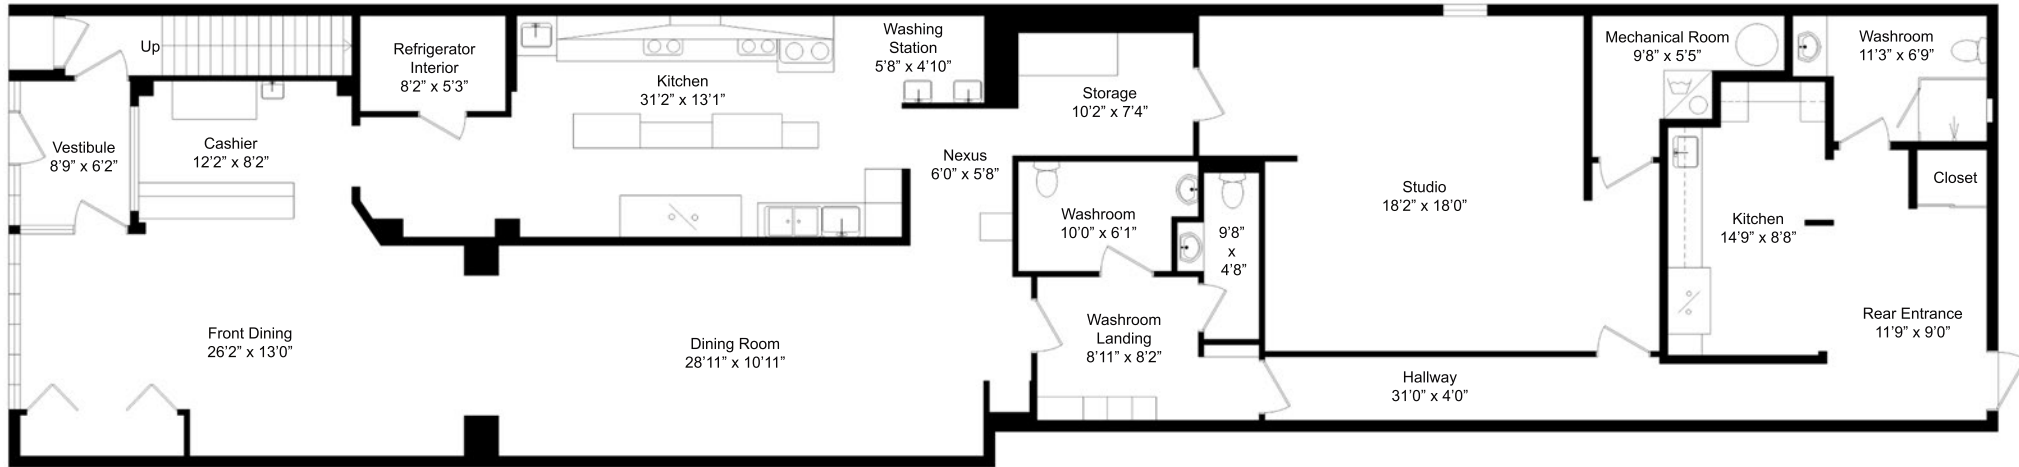 Up
Refrigerator
Interior
8'2" x 5'3"
Kitchen
31'2" x 13'1"
Washing
Station
5'8" x 4'10"
Storage
10'2" x 7'4"
Mechanical Room
9'8" x 5'5"
Washroom
11'3" x 6'9"
Vestibule
8'9" x 6'2"
Cashier
12'2" x 8'2"
Nexus
6'0" x 5'8"
Washroom
10'0" x 6'1"
9'8"
x
4'8"
Studio
18'2" x 18'0"
Kitchen
14'9" x 8'8"
Closet
Front Dining
26'2" x 13'0"
Dining Room
28'11" x 10'11"
Washroom
Landing
8'11" x 8'2"
Hallway
31'0" x 4'0"
Rear Entrance
11'9" x 9'0"